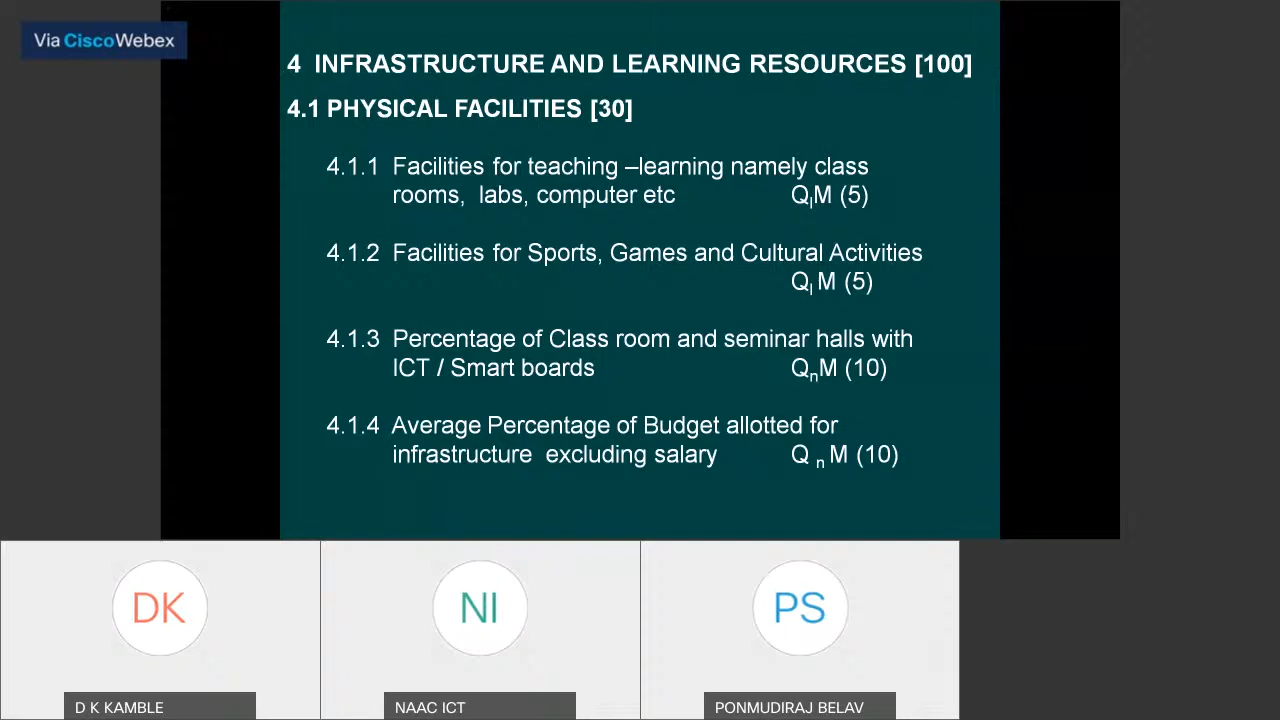 Via CiscoWebex
4 INFRASTRUCTURE AND LEARNING RESOURCES [100]
4.1 PHYSICAL FACILITIES [30]
4.1.1 Facilities for teaching –learning namely class
rooms, labs, computer etc QlM (5)
4.1.2 Facilities for Sports, Games and Cultural Activities
Ql M (5)
4.1.3 Percentage of Class room and seminar halls with
ICT / Smart boards QnM (10)
4.1.4 Average Percentage of Budget allotted for
infrastructure excluding salary Q n M (10)
DK NI PS
D K KAMBLE NAAC ICT PONMUDIRAJ BELAV